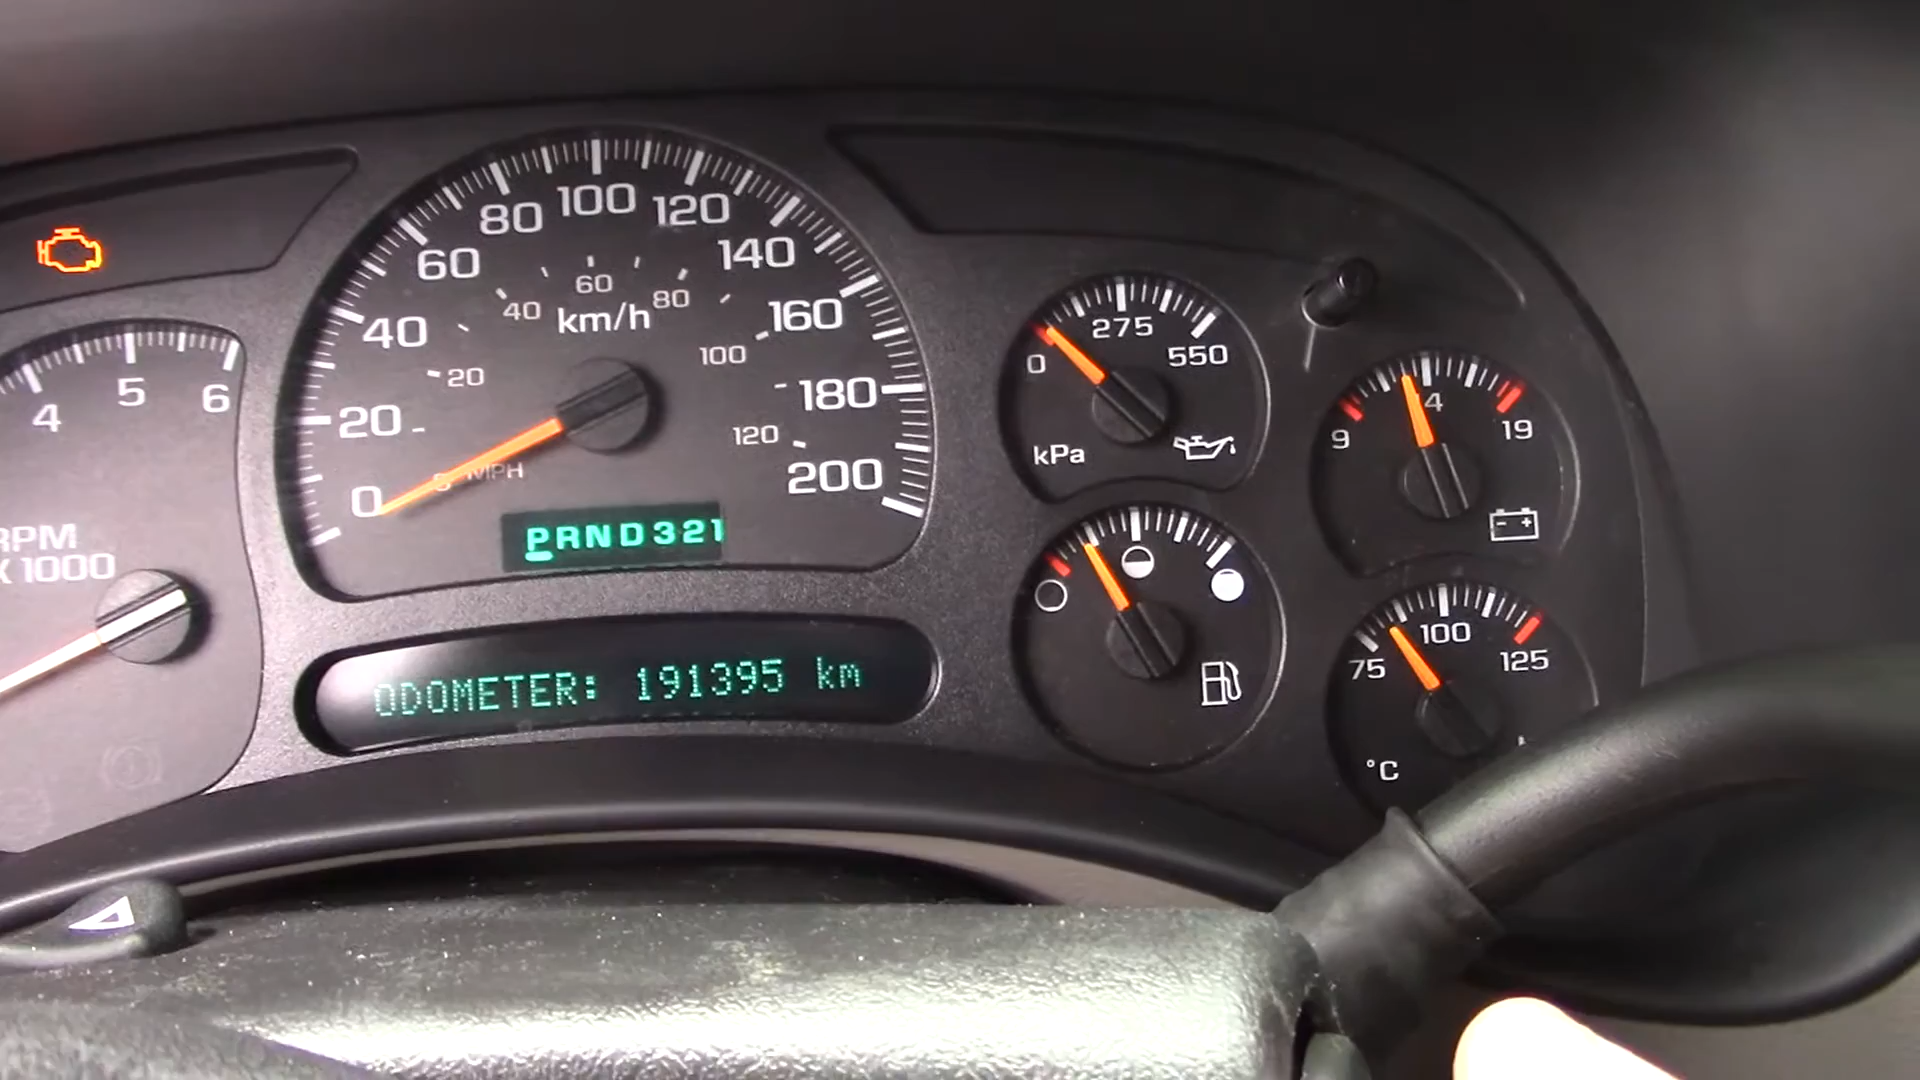 80 100 120
60 140
40 160
20 180
0 200
60
40 80
km/h
20 100
120
MPH
PRND321
4 5 6
RPM
X 1000
ODOMETER: 191395 km
0 275 550
kPa
9 19
- +
75 100 125
°C